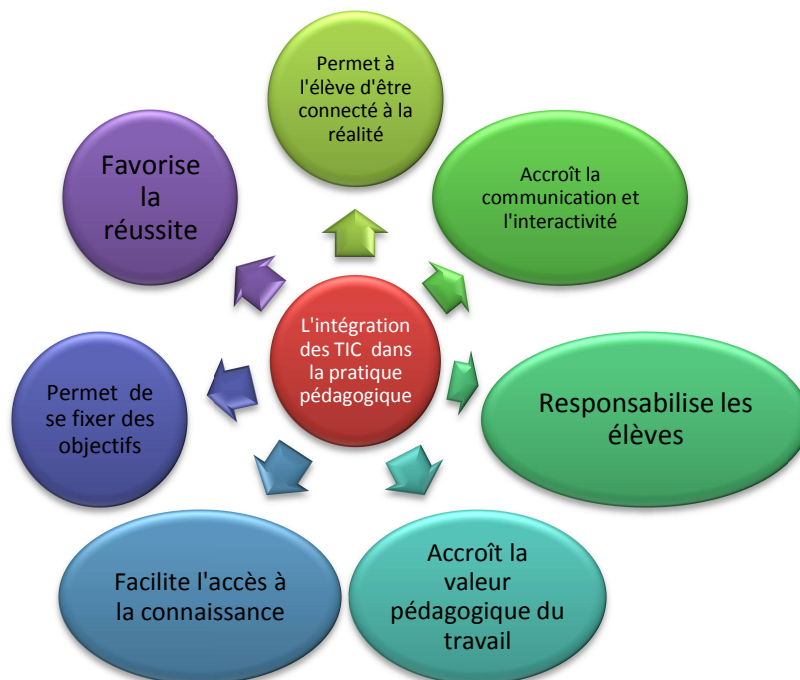 Permet à
l'élève d'être
connecté à la
réalité
Accroît la
communication et
l'interactivité
Responsabilise les
élèves
Accroît la
valeur
pédagogique du
travail
Facilite l'accès à
la connaissance
Permet de
se fixer des
objectifs
Favorise
la
réussite
L'intégration
des TIC dans
la pratique
pédagogique